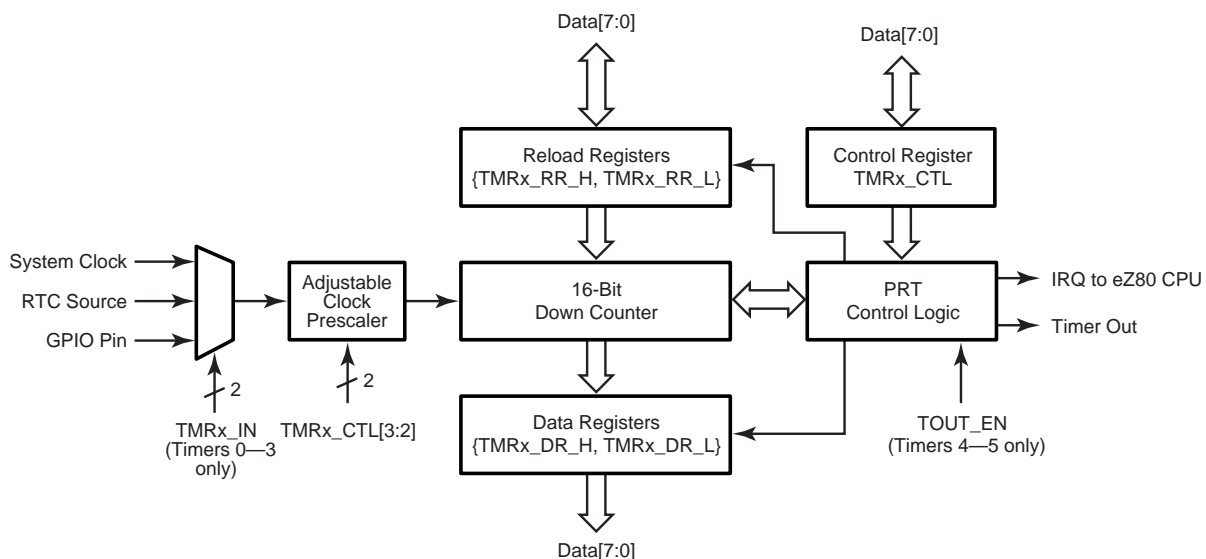 Data[7:0]
Data[7:0]
Reload Registers
{TMRx_RR_H, TMRx_RR_L}
Control Register
TMRx_CTL
System Clock
RTC Source
GPIO Pin
Adjustable
Clock
Prescaler
16-Bit
Down Counter
PRT
Control Logic
IRQ to eZ80 CPU
Timer Out
2
2
TMRx_IN
(Timers 0—3
only)
TMRx_CTL[3:2]
Data Registers
{TMRx_DR_H, TMRx_DR_L}
TOUT_EN
(Timers 4—5 only)
Data[7:0]